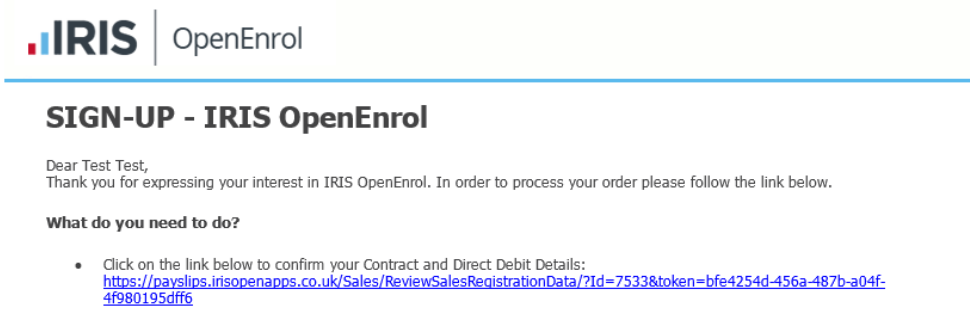 IRIS OpenEnrol
SIGN-UP - IRIS OpenEnrol
Dear Test Test,
Thank you for expressing your interest in IRIS OpenEnrol. In order to process your order please follow the link below.
What do you need to do?
• Click on the link below to confirm your Contract and Direct Debit Details:
https://payslips.irisopenapps.co.uk/Sales/ReviewSalesRegistrationData/?Id=7533&token=bfe4254d-456a-487b-a04f-
4f980195dff6